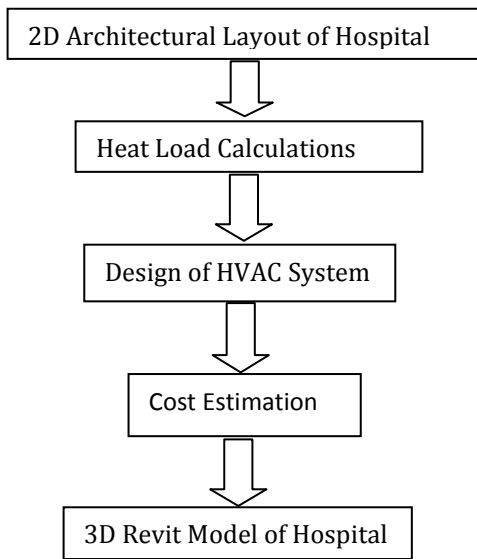 2D Architectural Layout of Hospital
Heat Load Calculations
Design of HVAC System
Cost Estimation
3D Revit Model of Hospital